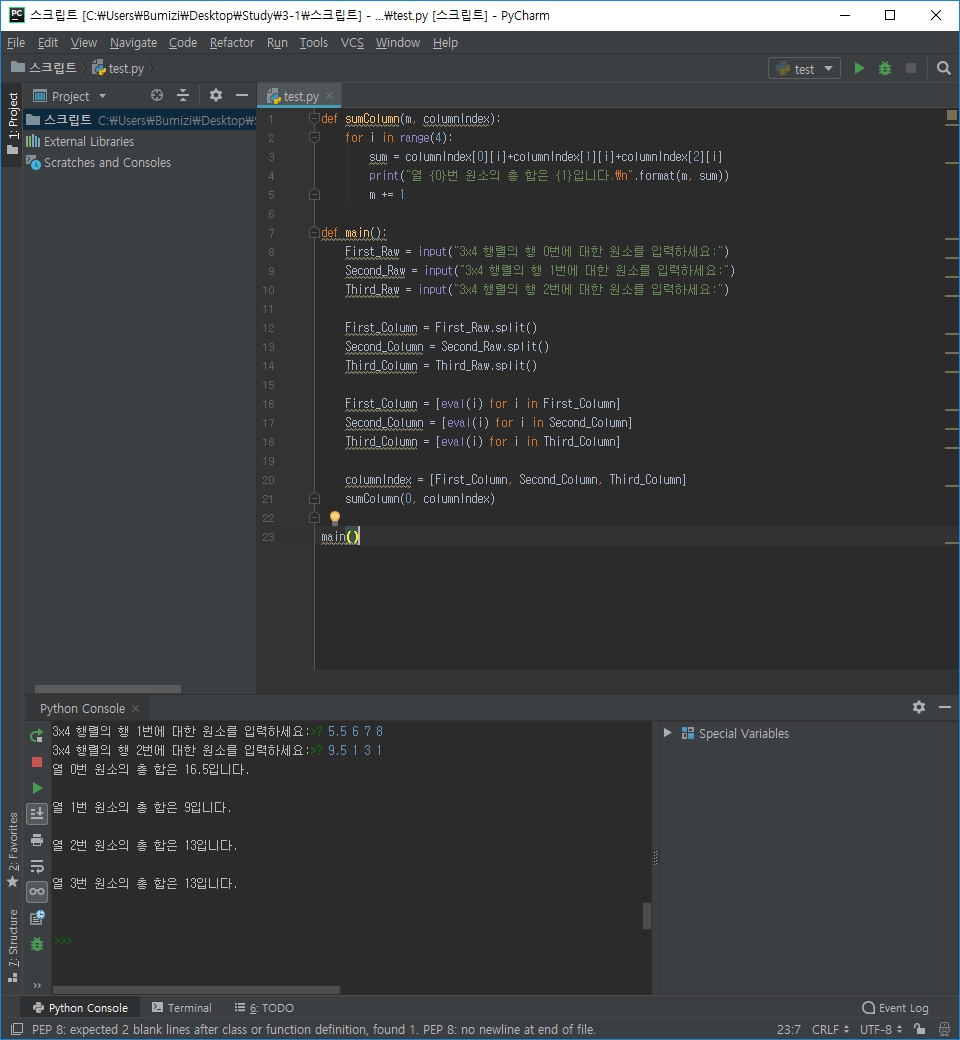 스크립트 [C:₩Users₩Bumizi₩Desktop₩Study₩3-1₩스크립트] - ...₩test.py [스크립트] - PyCharm
File Edit View Navigate Code Refactor Run Tools VCS Window Help
스크립트 test.py test
1: Project
Project
test.py
스크립트 C:₩Users₩Bumizi₩Desktop₩
External Libraries
Scratches and Consoles
1 def sumColumn(m, columnIndex):
2 for i in range(4):
3 sum = columnIndex[0][i]+columnIndex[1][i]+columnIndex[2][i]
4 print("열 {0}번 원소의 총 합은 {1}입니다.₩n".format(m, sum))
5 m += 1
6
7 def main():
8 First_Raw = input("3x4 행렬의 행 0번에 대한 원소를 입력하세요:")
9 Second_Raw = input("3x4 행렬의 행 1번에 대한 원소를 입력하세요:")
10 Third_Raw = input("3x4 행렬의 행 2번에 대한 원소를 입력하세요:")
11
12 First_Column = First_Raw.split()
13 Second_Column = Second_Raw.split()
14 Third_Column = Third_Raw.split()
15
16 First_Column = [eval(i) for i in First_Column]
17 Second_Column = [eval(i) for i in Second_Column]
18 Third_Column = [eval(i) for i in Third_Column]
19
20 columnIndex = [First_Column, Second_Column, Third_Column]
21 sumColumn(0, columnIndex)
22
23 main()
Python Console
3x4 행렬의 행 1번에 대한 원소를 입력하세요:>? 5.5 6 7 8
3x4 행렬의 행 2번에 대한 원소를 입력하세요:>? 9.5 1 3 1
열 0번 원소의 총 합은 16.5입니다.
열 1번 원소의 총 합은 9입니다.
열 2번 원소의 총 합은 13입니다.
열 3번 원소의 총 합은 13입니다.
>>>
Special Variables
2: Favorites
7: Structure
Python Console Terminal 6: TODO Event Log
PEP 8: expected 2 blank lines after class or function definition, found 1. PEP 8: no newline at end of file. 23:7 CRLF UTF-8